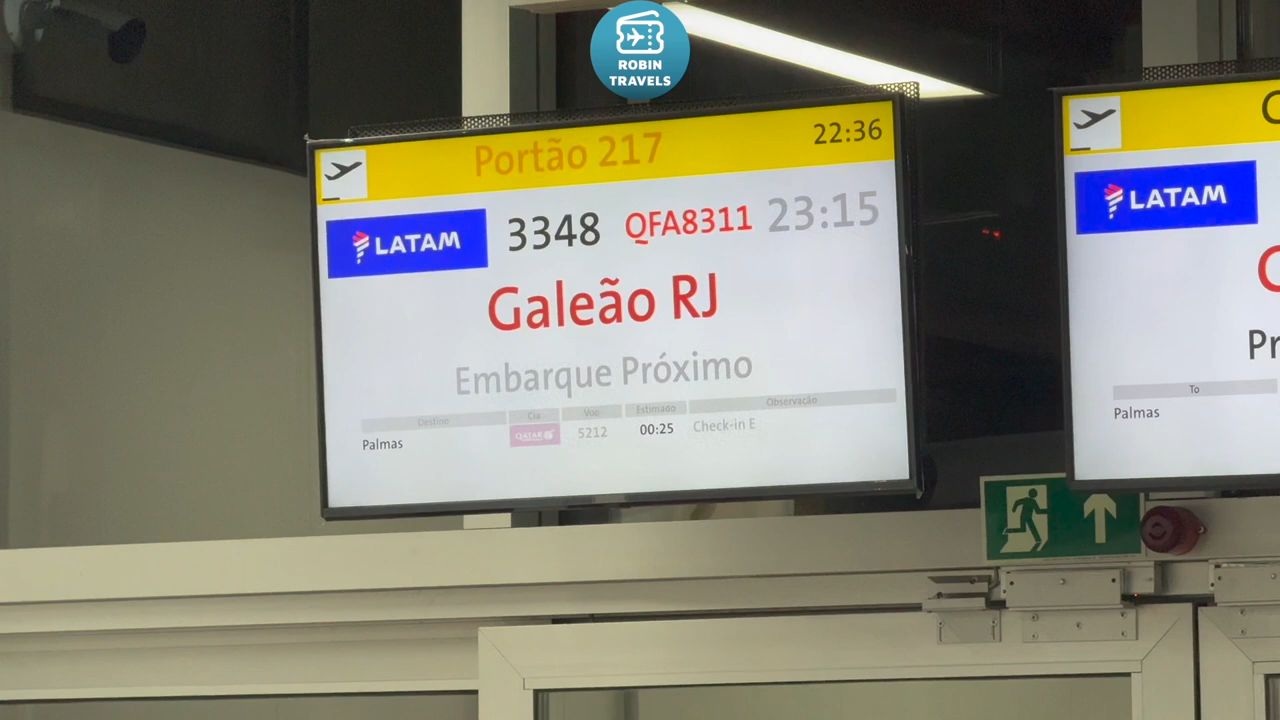 ROBIN
TRAVELS
Portão 217 22:36
LATAM 3348 QFA8311 23:15
Galeão RJ
Embarque Próximo
Destino Cia Voo Estimado Observação
Palmas QATAR 5212 00:25 Check-in E
LATAM
To
Palmas